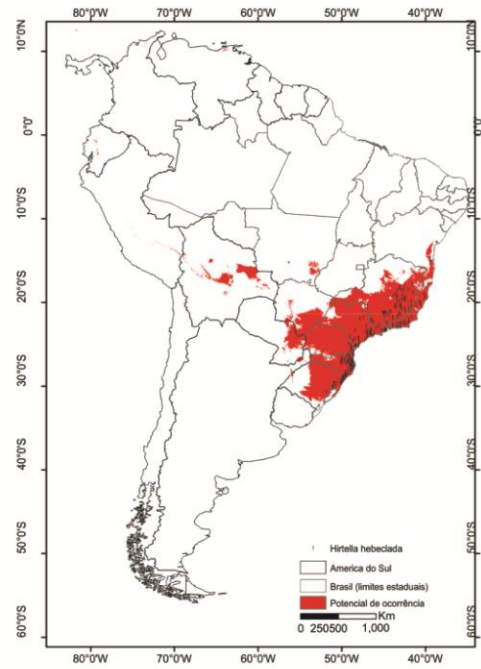 80°0'W 70°0'W 60°0'W 50°0'W 40°0'W
10°0'N 10°0'N
0°0' 0°0'
10°0'S 10°0'S
20°0'S 20°0'S
30°0'S 30°0'S
40°0'S 40°0'S
50°0'S 50°0'S
60°0'S 60°0'S
Hirtella hebeclada
America do Sul
Brasil (limites estaduais)
Potencial de ocorrência
Km
0 250500 1,000
80°0'W 70°0'W 60°0'W 50°0'W 40°0'W